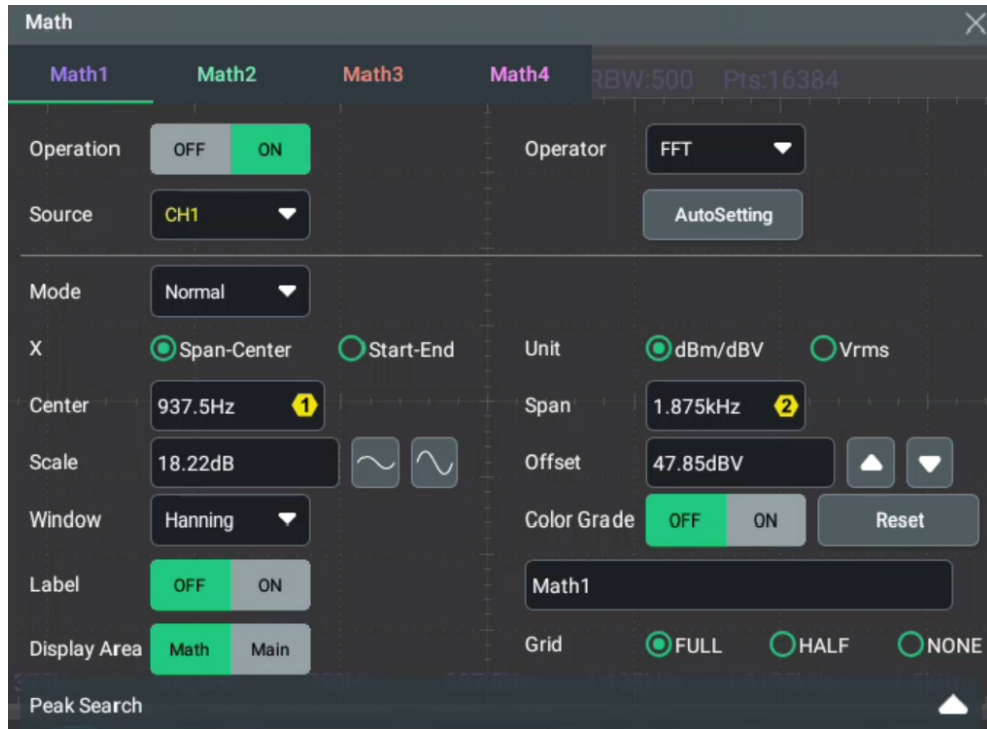 Math
Math1 Math2 Math3 Math4 RBW:500 Pts:16384
Operation OFF ON Operator FFT
Source CH1 AutoSetting
Mode Normal
X Span-Center Start-End Unit dBm/dBV Vrms
Center 937.5Hz 1 Span 1.875kHz 2
Scale 18.22dB Offset 47.85dBV
Window Hanning Color Grade OFF ON Reset
Label OFF ON Math1
Display Area Math Main Grid FULL HALF NONE
Peak Search